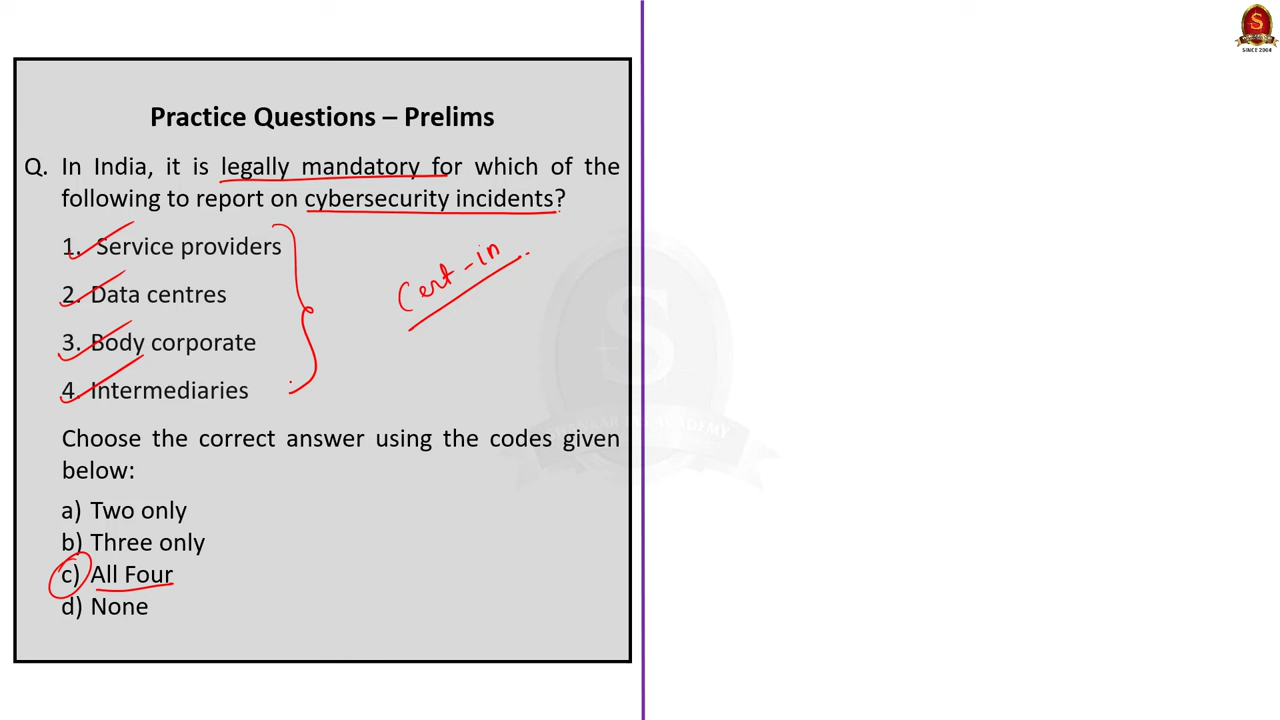 S
SINCE 2004
Practice Questions – Prelims
Q. In India, it is legally mandatory for which of the
following to report on cybersecurity incidents?
1. Service providers
2. Data centres
Cert-in
3. Body corporate
4. Intermediaries
Choose the correct answer using the codes given
below:
a) Two only
b) Three only
c) All Four
d) None